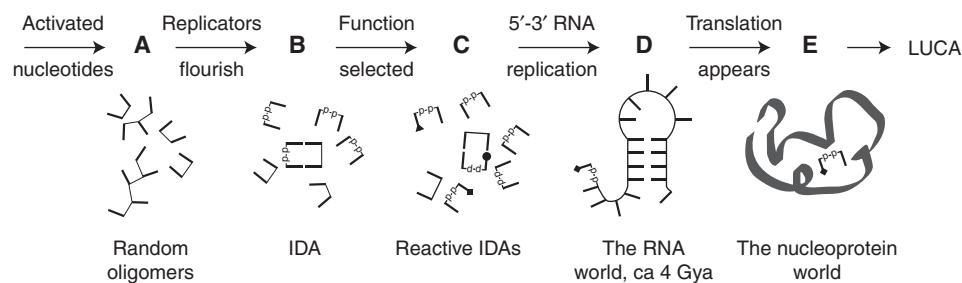 Activated
nucleotides
A
Replicators
flourish
B
Function
selected
C
5′-3′ RNA
replication
D
Translation
appears
E
LUCA
p-p
p-p
p-p
p-p
p-p
p-p
p-p
p-p
p-p
p-p
p-p
p-p
Random
oligomers
IDA
Reactive IDAs
The RNA
world, ca 4 Gya
The nucleoprotein
world